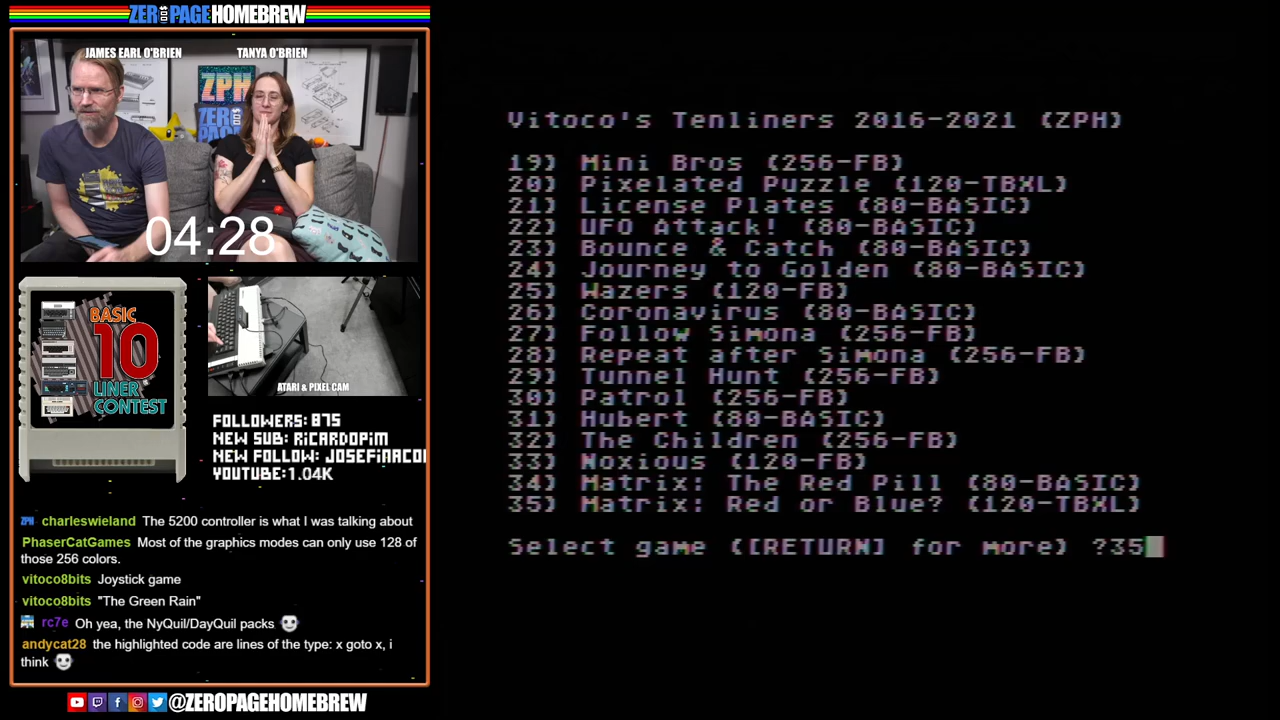 ZEROPAGEHOMEBREW
JAMES EARL O'BRIEN
TANYA O'BRIEN
ZPH
04:28
BASIC
10
LINER
CONTEST
ATARI & PIXEL CAM
FOLLOWERS: 875
NEW SUB: RICARDOPIM
NEW FOLLOW: JOSEFINACOI
YOUTUBE:1.04K
charleswieland The 5200 controller is what I was talking about
PhaserCatGames Most of the graphics modes can only use 128 of
those 256 colors.
vitoco8bits Joystick game
vitoco8bits "The Green Rain"
rc7e Oh yea, the NyQuil/DayQuil packs
andycat28 the highlighted code are lines of the type: x goto x, i
think
@ZEROPAGEHOMEBREW
Vitoco's Tenliners 2016-2021 (ZPH)
19) Mini Bros (256-FB)
20) Pixelated Puzzle (120-TBXL)
21) License Plates (80-BASIC)
22) UFO Attack! (80-BASIC)
23) Bounce & Catch (80-BASIC)
24) Journey to Golden (80-BASIC)
25) Wazers (120-FB)
26) Coronavirus (80-BASIC)
27) Follow Simona (256-FB)
28) Repeat after Simona (256-FB)
29) Tunnel Hunt (256-FB)
30) Patrol (256-FB)
31) Hubert (80-BASIC)
32) The Children (256-FB)
33) Noxious (120-FB)
34) Matrix: The Red Pill (80-BASIC)
35) Matrix: Red or Blue? (120-TBXL)
Select game ([RETURN] for more) ?35